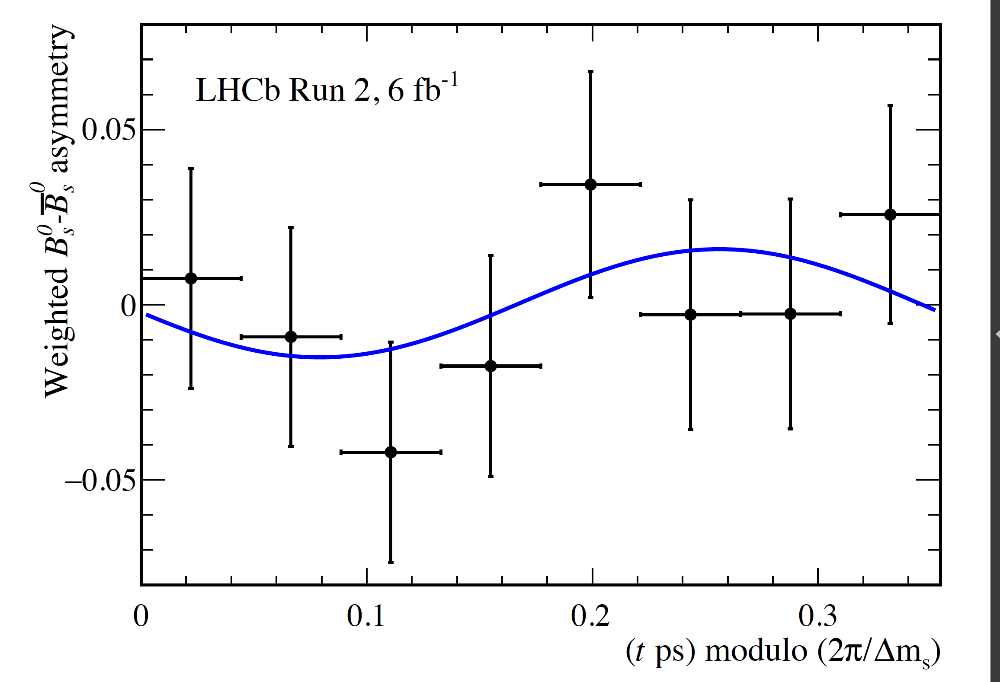 Weighted B⁰ₛ-B̅⁰ₛ asymmetry
LHCb Run 2, 6 fb⁻¹
0.05
0
−0.05
0 0.1 0.2 0.3
(t ps) modulo (2π/Δmₛ)